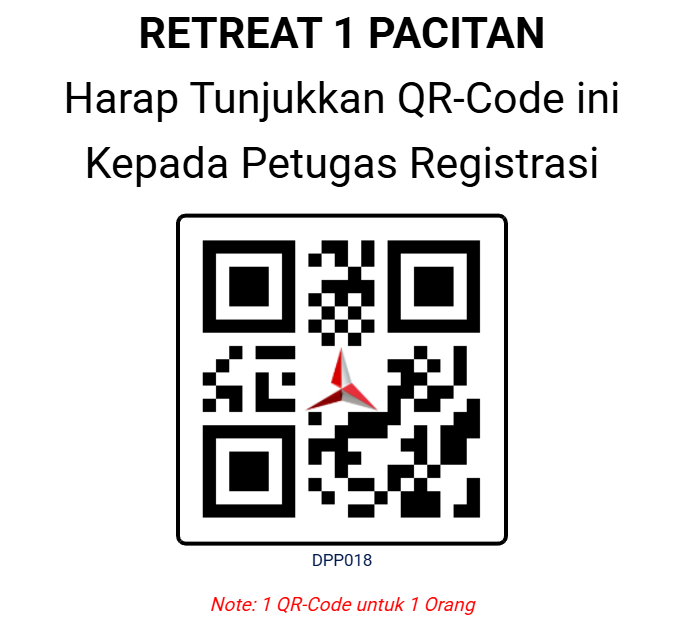 RETREAT 1 PACITAN
Harap Tunjukkan QR-Code ini
Kepada Petugas Registrasi
DPP018
Note: 1 QR-Code untuk 1 Orang